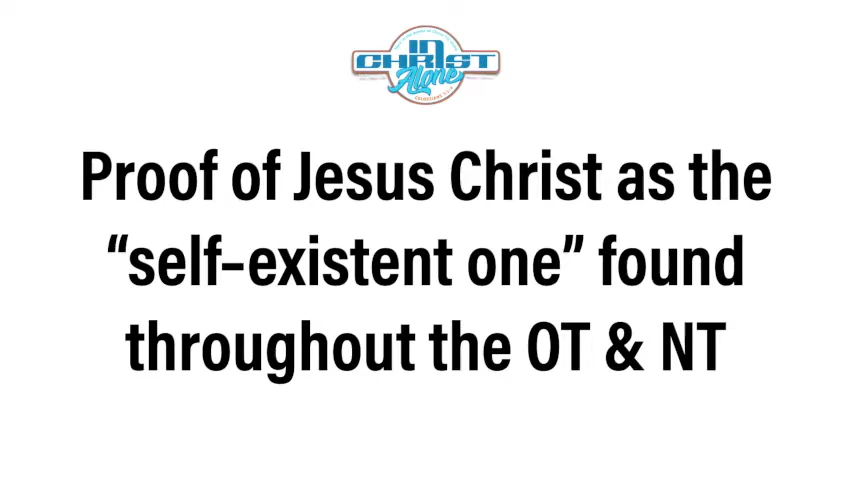 IN
CHRIST
Alone
Proof of Jesus Christ as the
“self-existent one” found
throughout the OT & NT